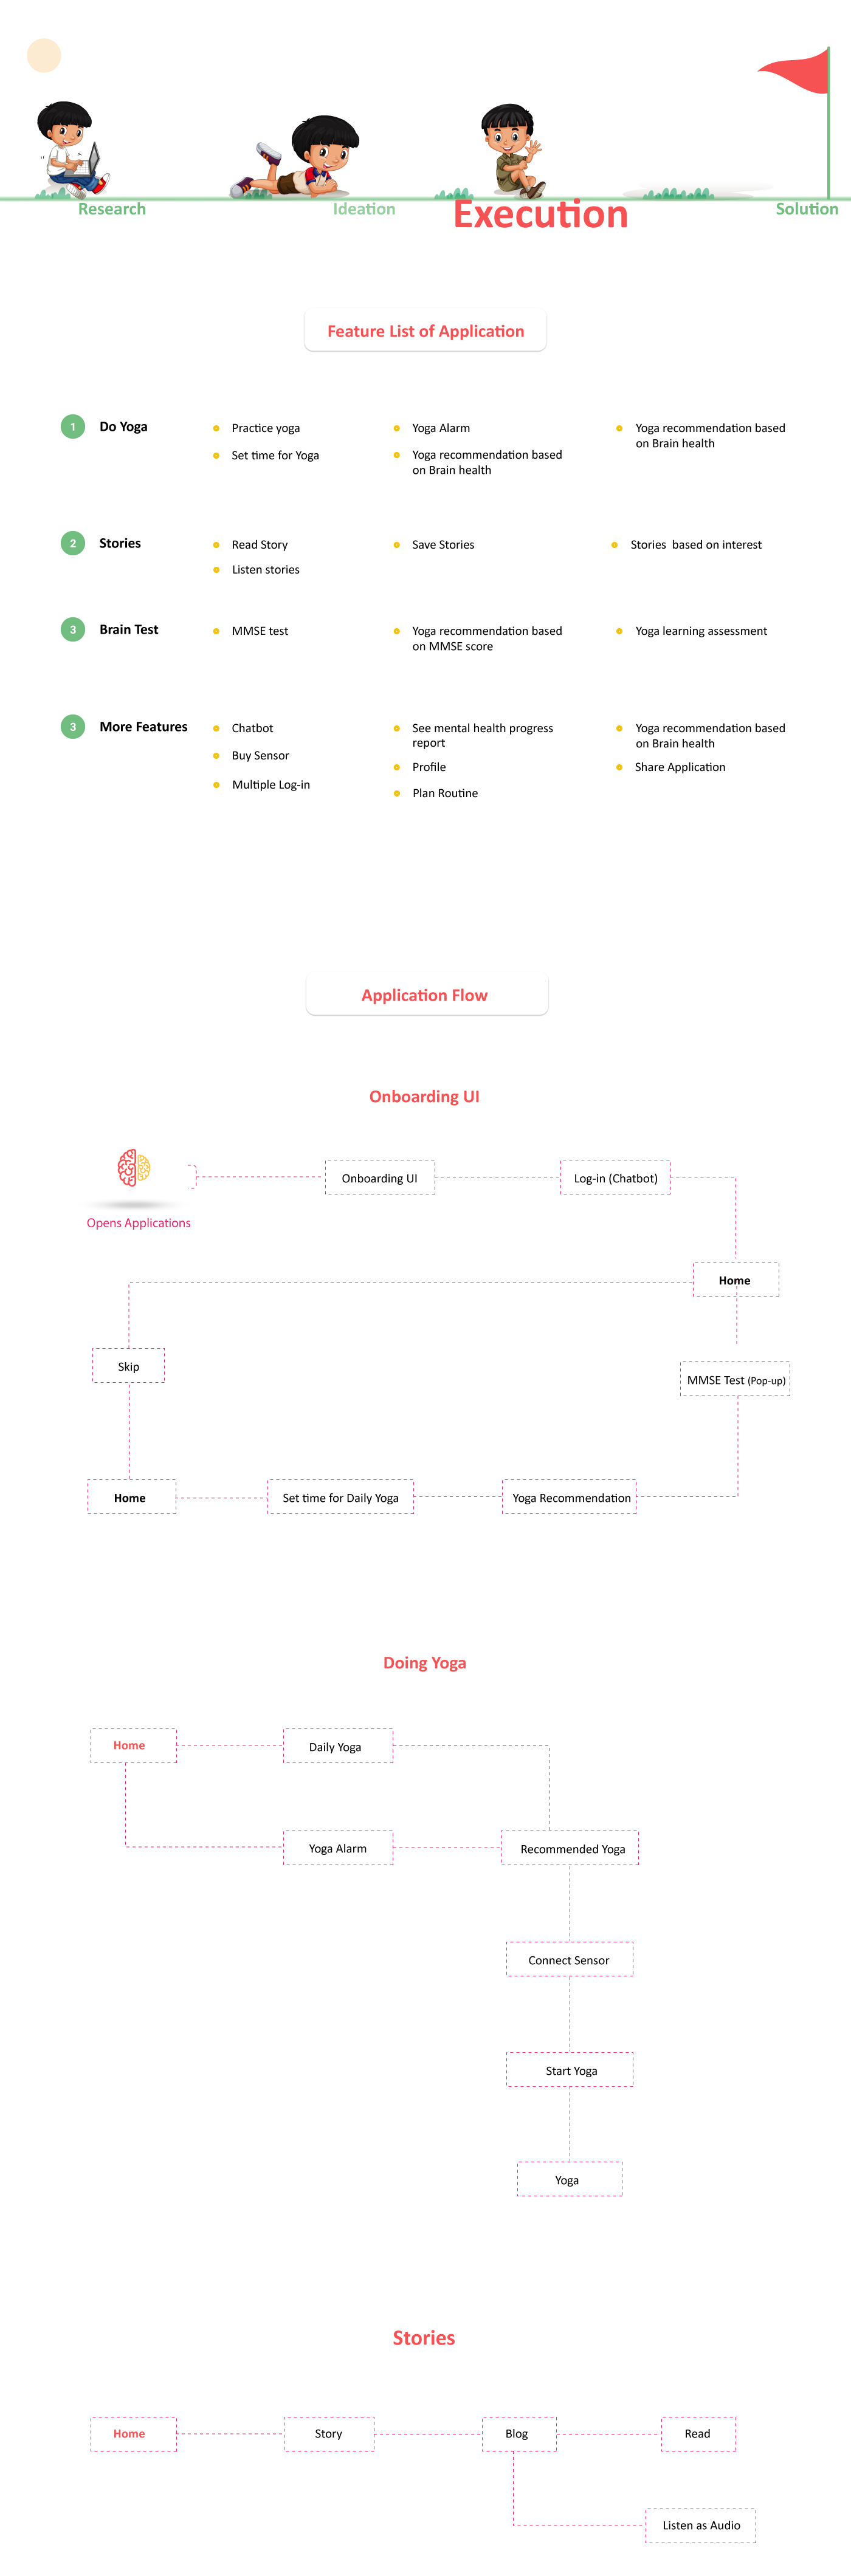 Research
Ideation
Execution
Solution
Feature List of Application
1
Do Yoga
Practice yoga
Set time for Yoga
Yoga Alarm
Yoga recommendation based
on Brain health
Yoga recommendation based
on Brain health
2
Stories
Read Story
Listen stories
Save Stories
Stories  based on interest
3
Brain Test
MMSE test
Yoga recommendation based
on MMSE score
Yoga learning assessment
3
More Features
Chatbot
Buy Sensor
Multiple Log-in
See mental health progress
report
Profile
Plan Routine
Yoga recommendation based
on Brain health
Share Application
Application Flow
Onboarding UI
Opens Applications
Onboarding UI
Log-in (Chatbot)
Home
Skip
MMSE Test (Pop-up)
Home
Set time for Daily Yoga
Yoga Recommendation
Doing Yoga
Home
Daily Yoga
Yoga Alarm
Recommended Yoga
Connect Sensor
Start Yoga
Yoga
Stories
Home
Story
Blog
Read
Listen as Audio